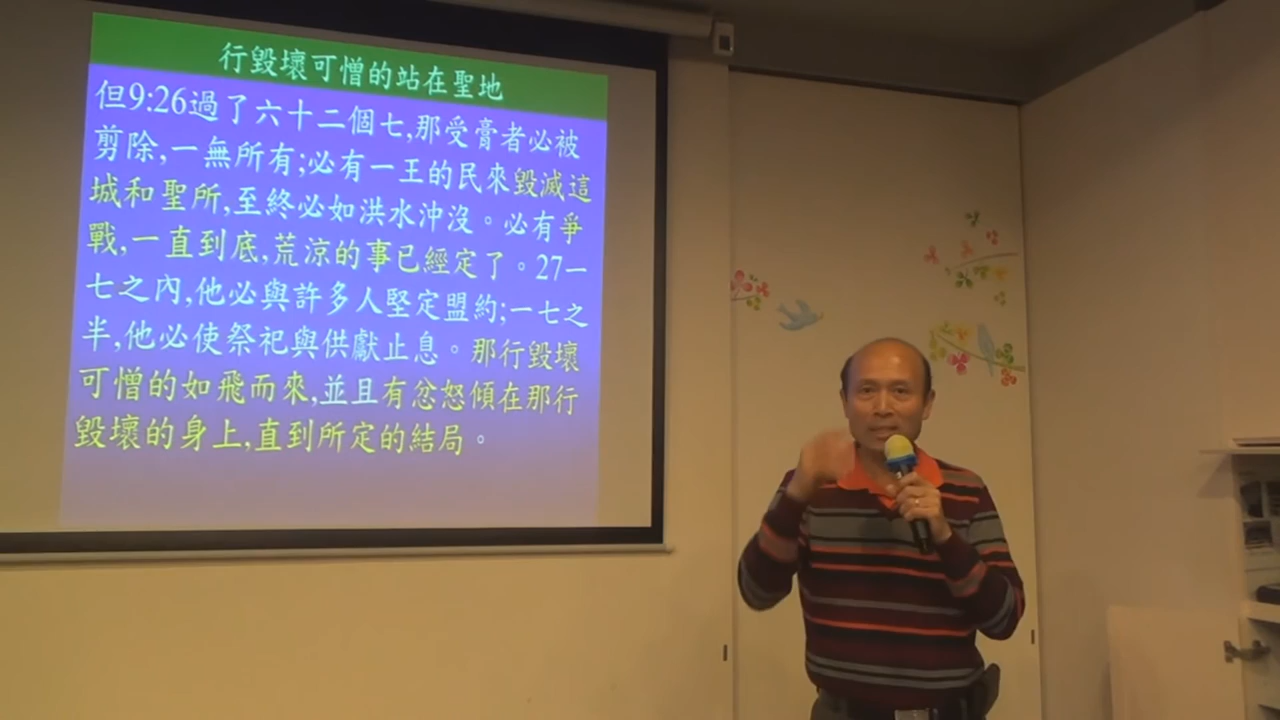 行毀壞可憎的站在聖地
但9:26過了六十二個七,那受膏者必被
剪除,一無所有;必有一王的民來毀滅這
城和聖所,至終必如洪水沖沒。必有爭
戰,一直到底,荒涼的事已經定了。27一
七之內,他必與許多人堅定盟約;一七之
半,他必使祭祀與供獻止息。那行毀壞
可憎的如飛而來,並且有忿怒傾在那行
毀壞的身上,直到所定的結局。